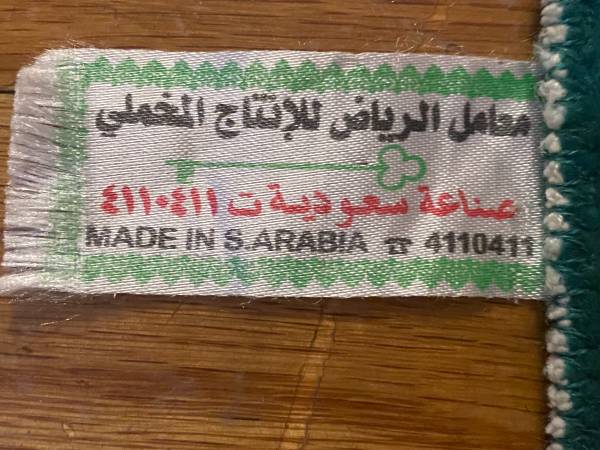 معامل الرياض للإنتاج المخملي
صناعة سعودية ت ٤١١٠٤١١
MADE IN S.ARABIA ☎ 4110411